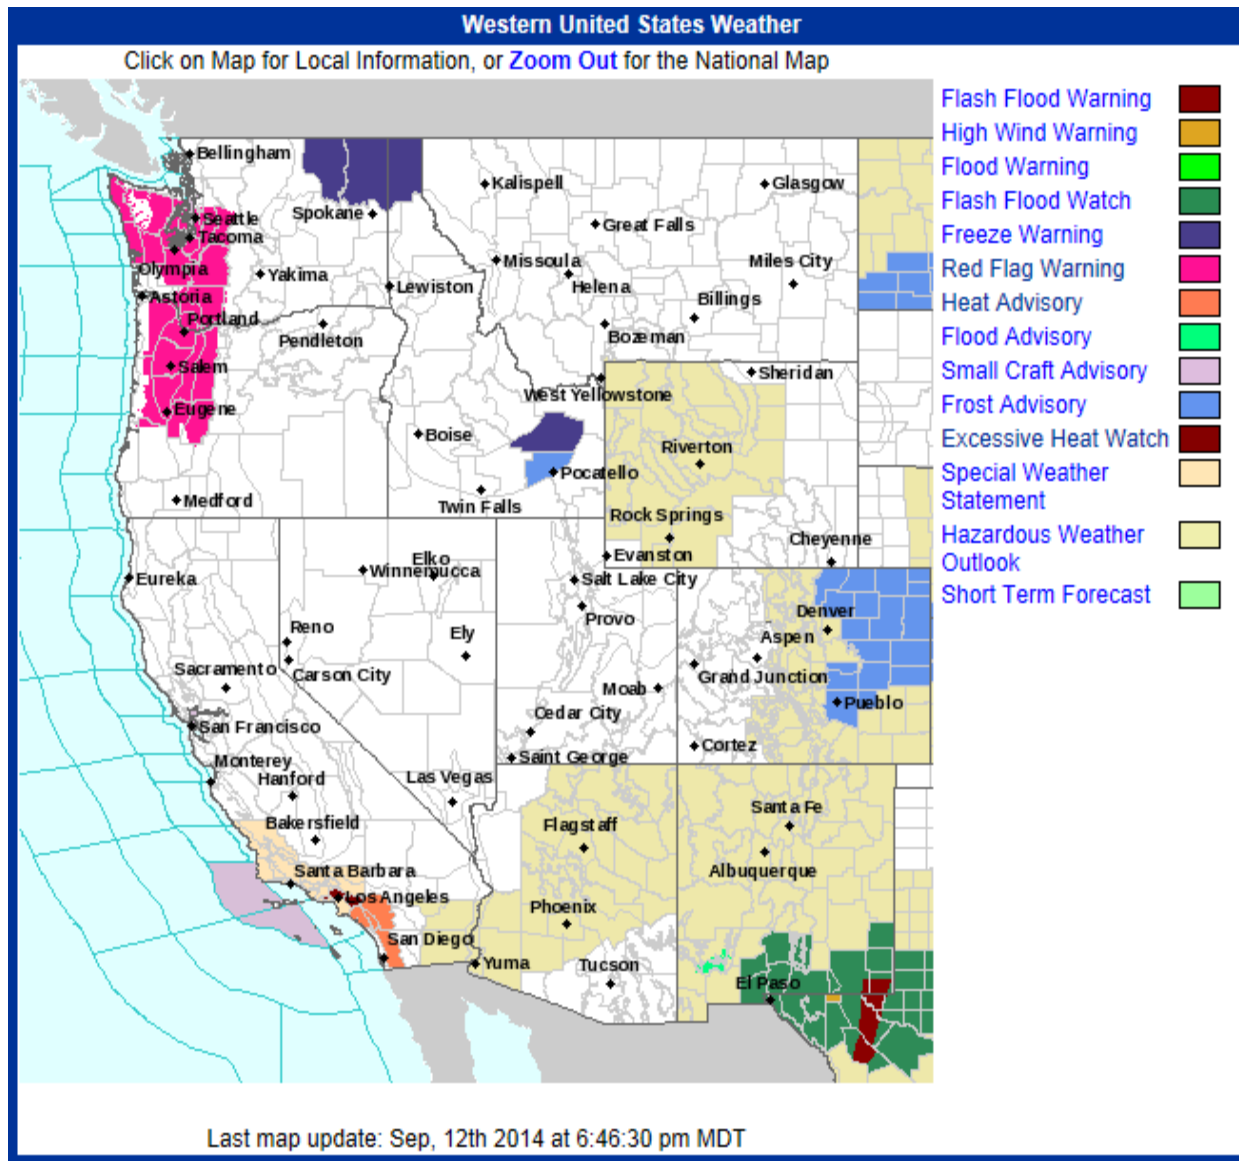 Western United States Weather
Click on Map for Local Information, or Zoom Out for the National Map
Flash Flood Warning
High Wind Warning
Flood Warning
Flash Flood Watch
Freeze Warning
Red Flag Warning
Heat Advisory
Flood Advisory
Small Craft Advisory
Frost Advisory
Excessive Heat Watch
Special Weather
Statement
Hazardous Weather
Outlook
Short Term Forecast
Bellingham
Kalispell
Glasgow
Spokane
Seattle
Great Falls
Tacoma
Olympia
Yakima
Missoula
Miles City
Lewiston
Helena
Astoria
Billings
Portland
Pendleton
Bozeman
Salem
Sheridan
West Yellowstone
Eugene
Boise
Riverton
Pocatello
Medford
Twin Falls
Rock Springs
Cheyenne
Evanston
Elko
Winnemucca
Eureka
Salt Lake City
Provo
Denver
Reno
Ely
Aspen
Sacramento
Carson City
Grand Junction
Moab
Pueblo
Cedar City
San Francisco
Cortez
Saint George
Monterey
Hanford
Las Vegas
Santa Fe
Bakersfield
Flagstaff
Santa Barbara
Albuquerque
Los Angeles
Phoenix
San Diego
Yuma
Tucson
El Paso
Last map update: Sep, 12th 2014 at 6:46:30 pm MDT